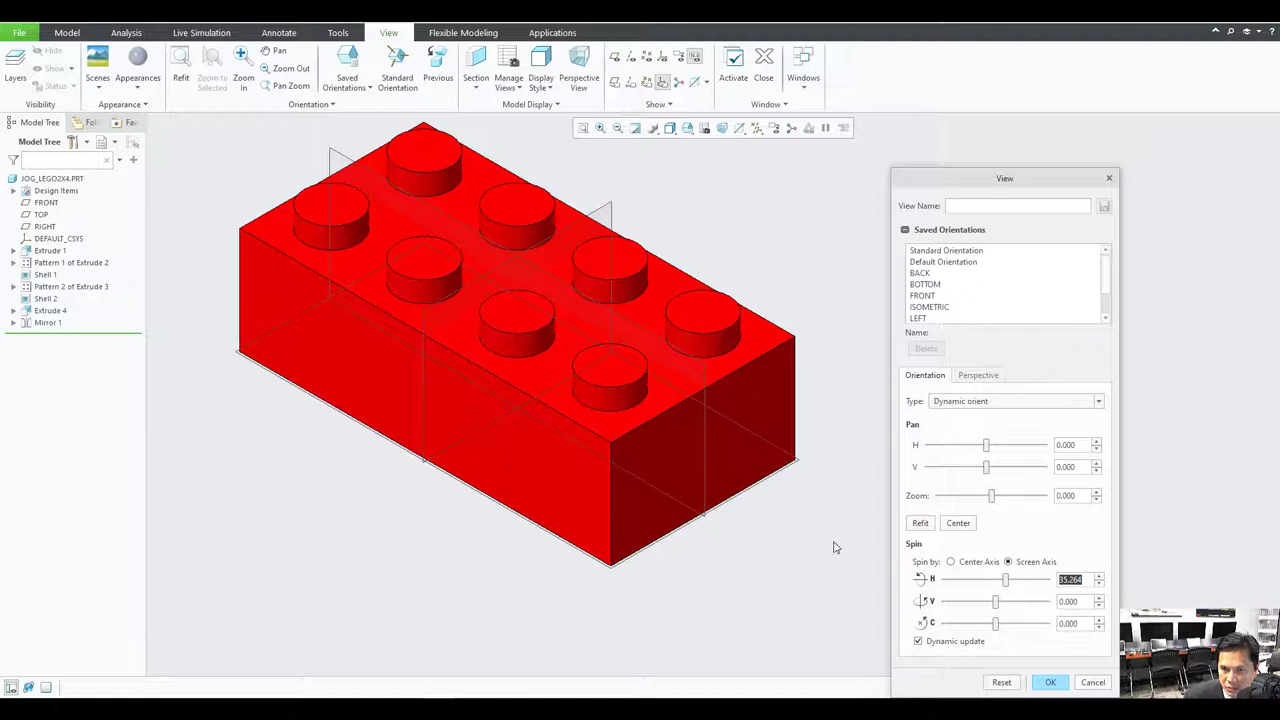 File Model Analysis Live Simulation Annotate Tools View Flexible Modeling Applications
Layers
Hide
Show
Status
Visibility
Scenes
Appearances
Appearance
Refit
Zoom to Selected
Zoom In
Pan
Zoom Out
Pan Zoom
Saved Orientations
Standard Orientation
Previous
Orientation
Section
Manage Views
Display Style
Perspective View
Model Display
Show
Activate
Close
Windows
Window
Model Tree
Fol
Fav
Model Tree
JOG_LEGO2X4.PRT
Design Items
FRONT
TOP
RIGHT
DEFAULT_CSYS
Extrude 1
Pattern 1 of Extrude 2
Shell 1
Pattern 2 of Extrude 3
Shell 2
Extrude 4
Mirror 1
View
View Name:
Saved Orientations
Standard Orientation
Default Orientation
BACK
BOTTOM
FRONT
ISOMETRIC
LEFT
Name:
Delete
Orientation Perspective
Type: Dynamic orient
Pan
H 0.000
V 0.000
Zoom: 0.000
Refit Center
Spin
Spin by: Center Axis Screen Axis
H 35.264
V 0.000
C 0.000
Dynamic update
Reset OK Cancel